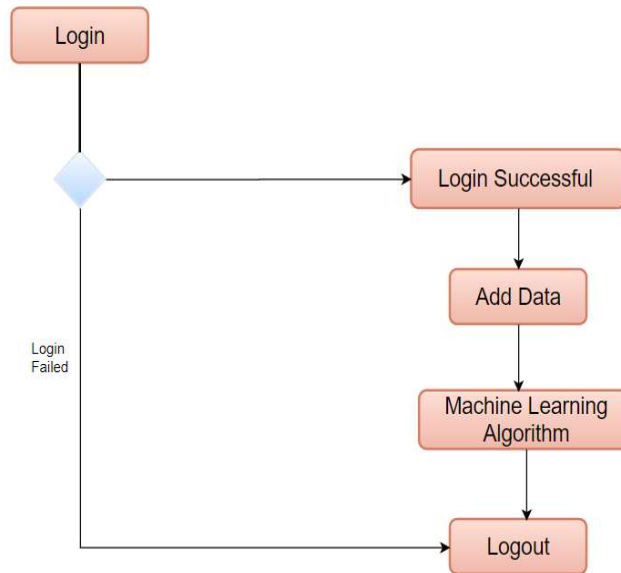 Login
Login Successful
Add Data
Login
Failed
Machine Learning
Algorithm
Logout